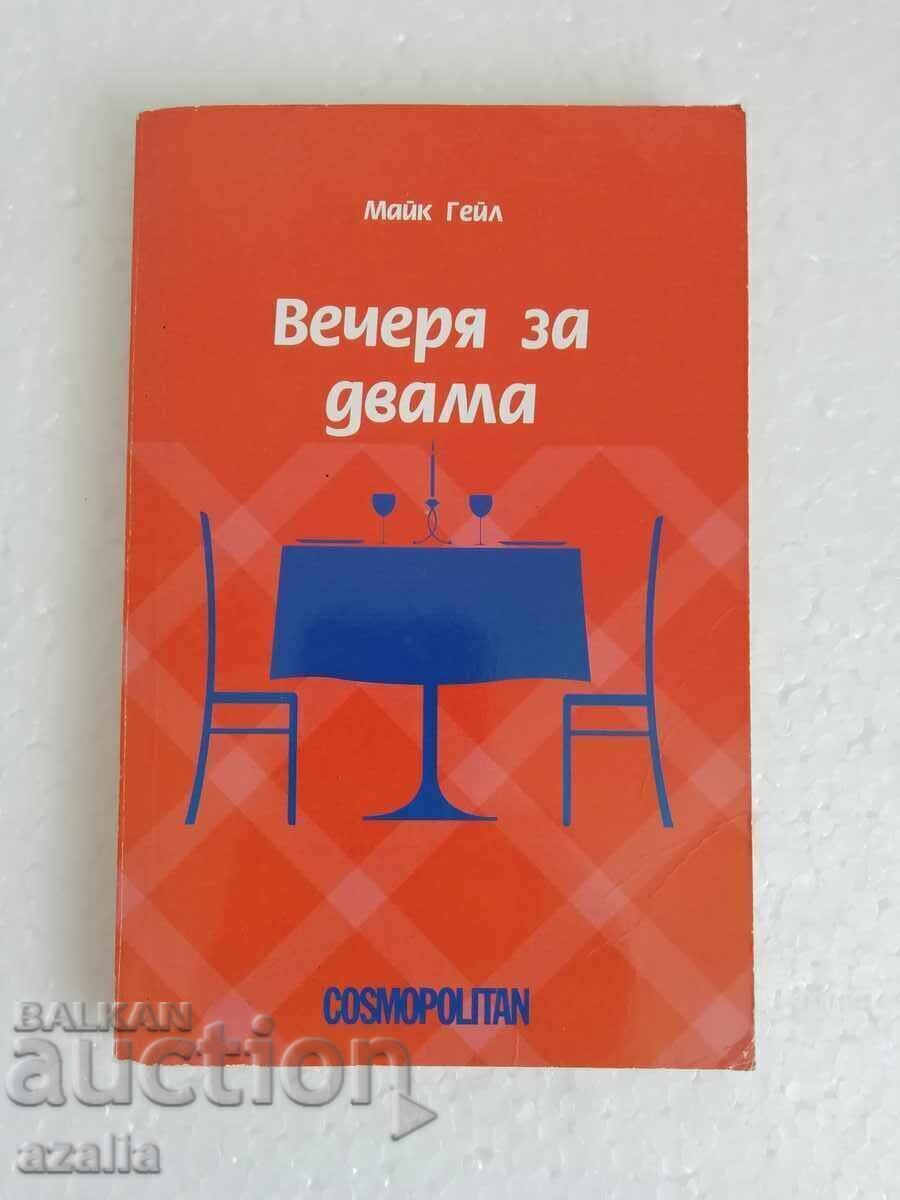 Майк Гейл
Вечеря за
двама
COSMOPOLITAN
BALKAN
auction
azalia